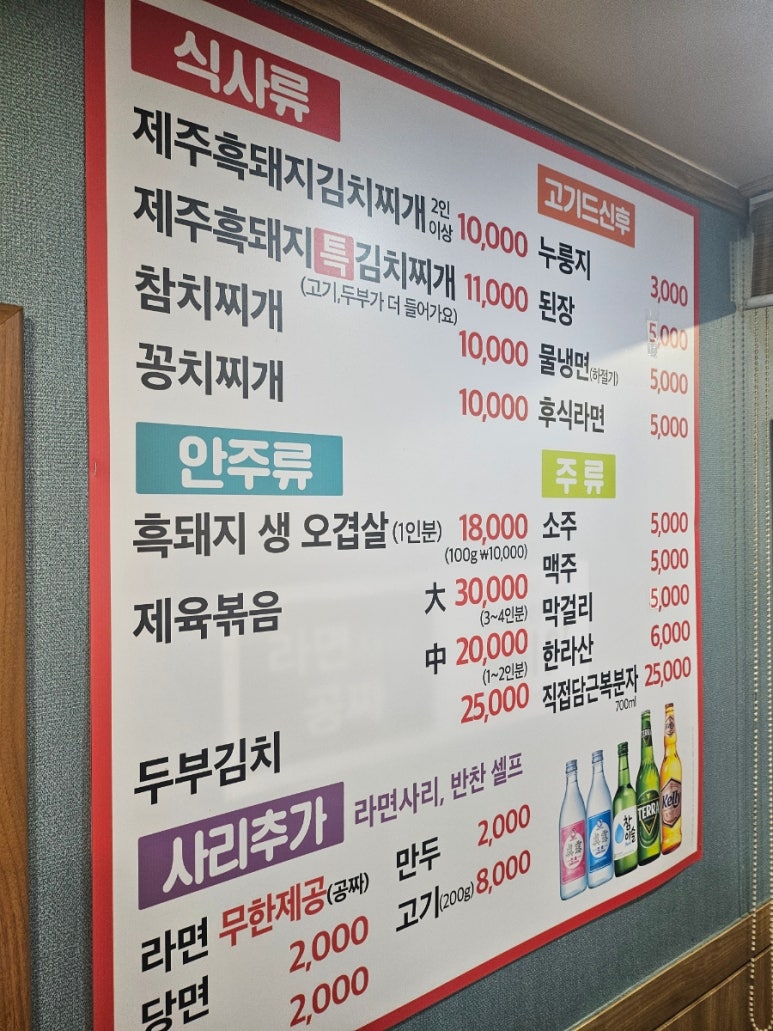 식사류
제주흑돼지김치찌개 2인 이상 10,000
제주흑돼지특김치찌개 11,000
(고기,두부가 더 들어가요)
참치찌개 10,000
꽁치찌개 10,000
안주류
흑돼지 생 오겹살 (1인분) 18,000
(100g ₩10,000)
제육볶음 大 30,000
(3~4인분)
中 20,000
(1~2인분)
두부김치 25,000
사리추가 라면사리, 반찬 셀프
라면 무한제공(공짜)
2,000
당면 2,000
만두 2,000
고기(200g) 8,000
고기드신후
누룽지 3,000
된장 5,000
물냉면(하절기) 5,000
후식라면 5,000
주류
소주 5,000
맥주 5,000
막걸리 5,000
한라산 6,000
직접담근복분자 25,000
700ml
참이슬
TERRA
Kelly